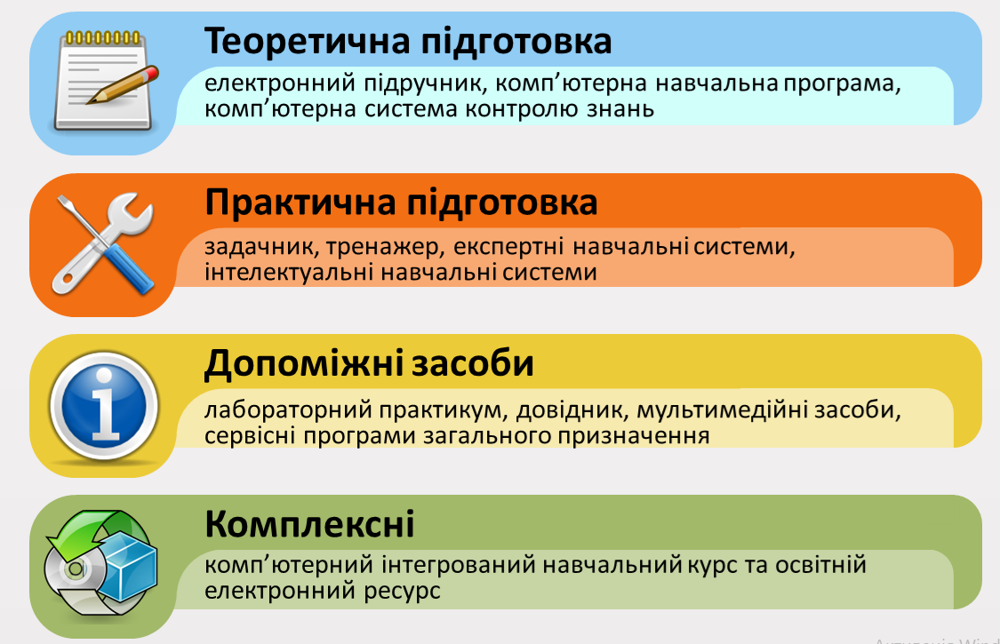 Теоретична підготовка
електронний підручник, комп’ютерна навчальна програма,
комп’ютерна система контролю знань
Практична підготовка
задачник, тренажер, експертні навчальні системи,
інтелектуальні навчальні системи
Допоміжні засоби
лабораторний практикум, довідник, мультимедійні засоби,
сервісні програми загального призначення
Комплексні
комп’ютерний інтегрований навчальний курс та освітній
електронний ресурс